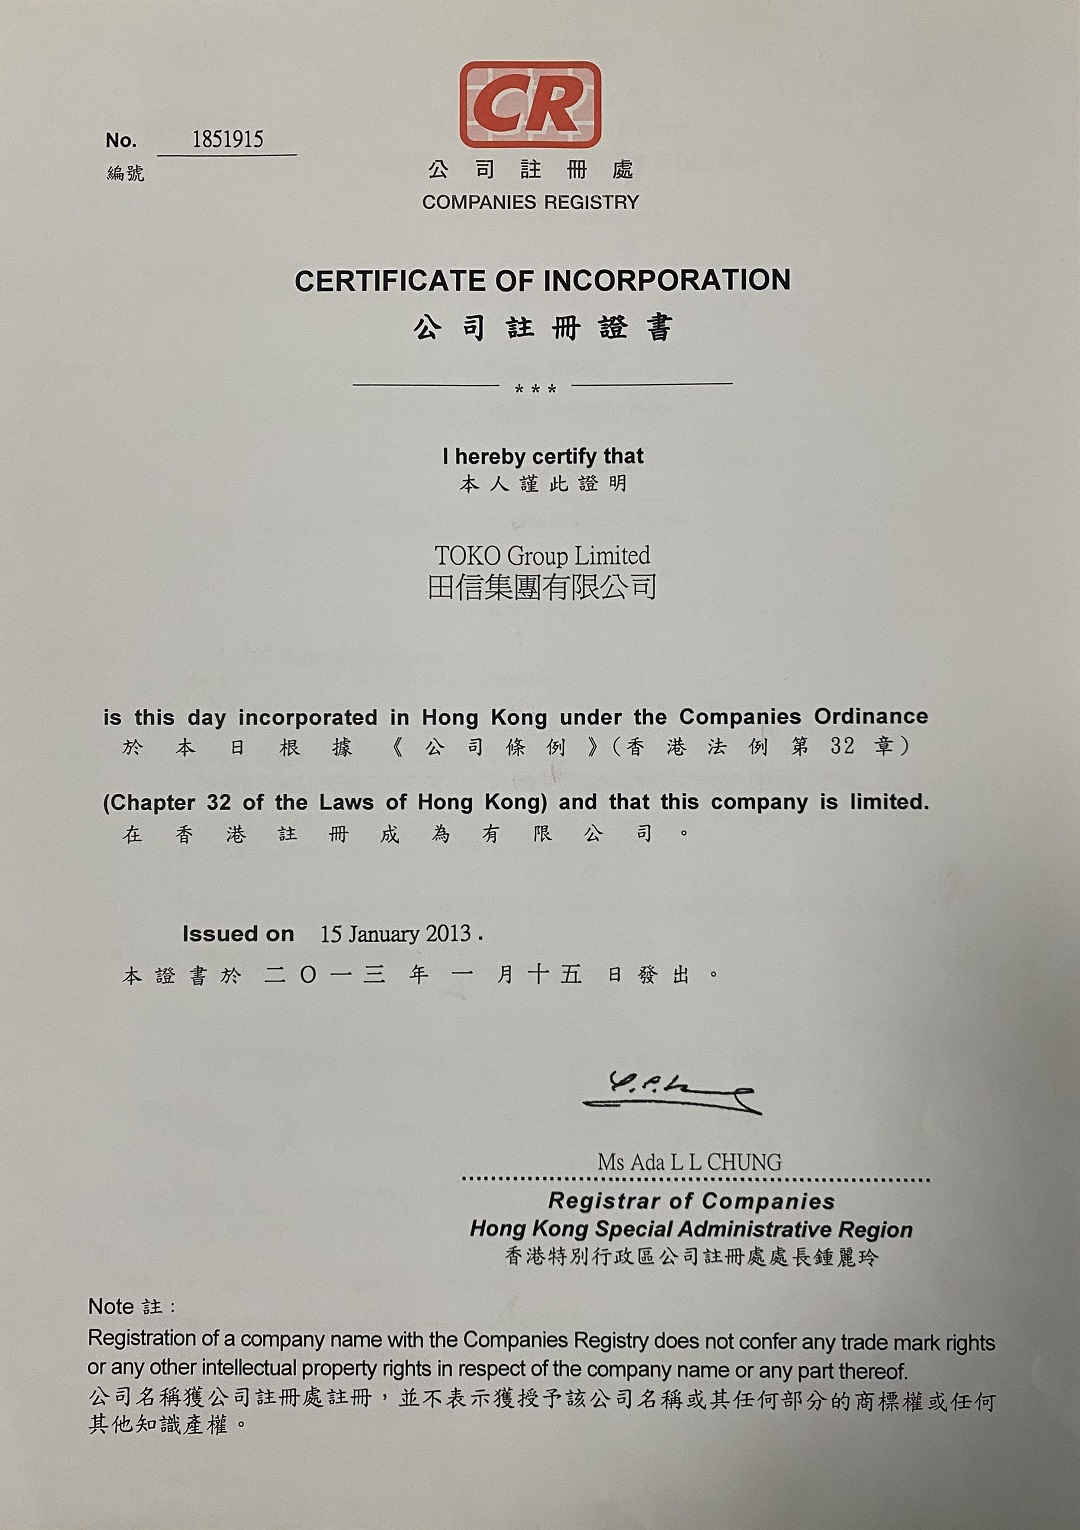 CR
No. 1851915
編號
公司註冊處
COMPANIES REGISTRY
CERTIFICATE OF INCORPORATION
公司註冊證書
***
I hereby certify that
本人謹此證明
TOKO Group Limited
田信集團有限公司
is this day incorporated in Hong Kong under the Companies Ordinance
於本日根據《公司條例》(香港法例第32章)
(Chapter 32 of the Laws of Hong Kong) and that this company is limited.
在香港註冊成為有限公司。
Issued on 15 January 2013.
本證書於二O一三年一月十五日發出。
Ms Ada L L CHUNG
Registrar of Companies
Hong Kong Special Administrative Region
香港特別行政區公司註冊處處長鍾麗玲
Note 註:
Registration of a company name with the Companies Registry does not confer any trade mark rights
or any other intellectual property rights in respect of the company name or any part thereof.
公司名稱獲公司註冊處註冊，並不表示獲授予該公司名稱或其任何部分的商標權或任何
其他知識產權。